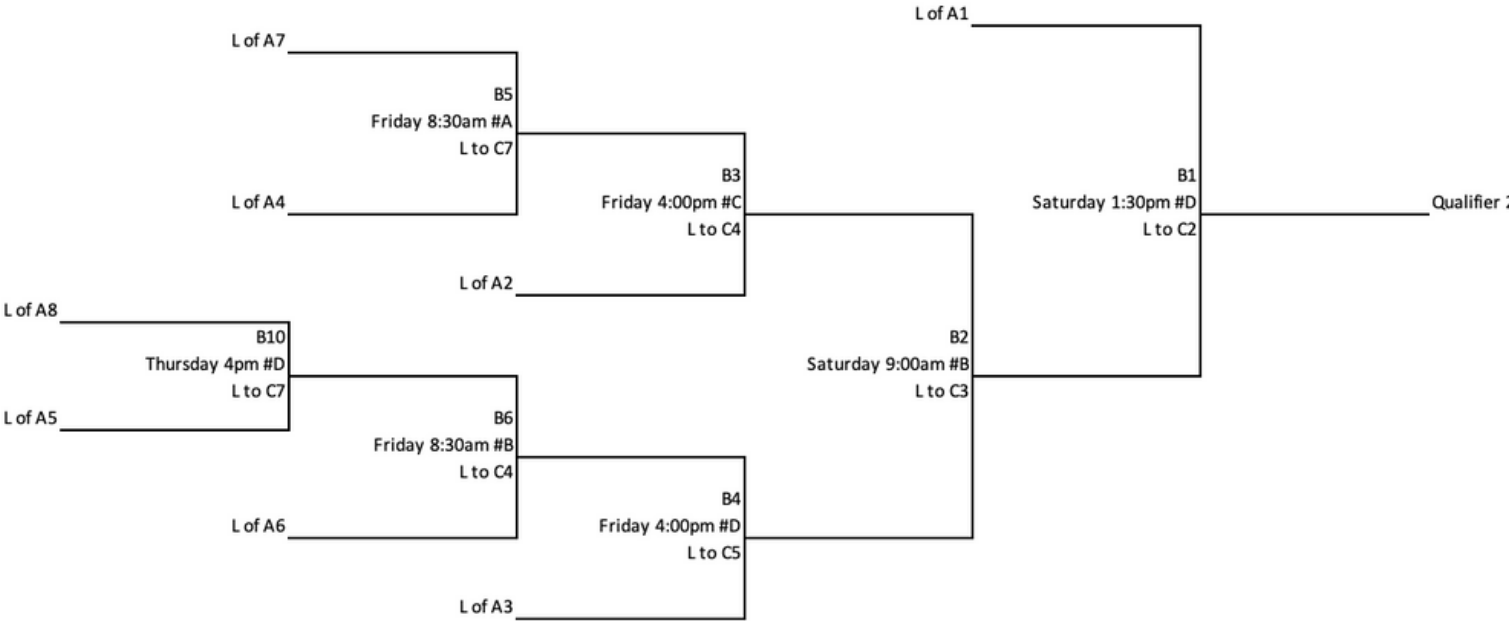 L of A1
L of A7
B5
Friday 8:30am #A
L to C7
L of A4
B3
Friday 4:00pm #C
L to C4
B1
Saturday 1:30pm #D
L to C2
Qualifier
L of A2
L of A8
B10
Thursday 4pm #D
L to C7
L of A5
B2
Saturday 9:00am #B
L to C3
B6
Friday 8:30am #B
L to C4
L of A6
B4
Friday 4:00pm #D
L to C5
L of A3